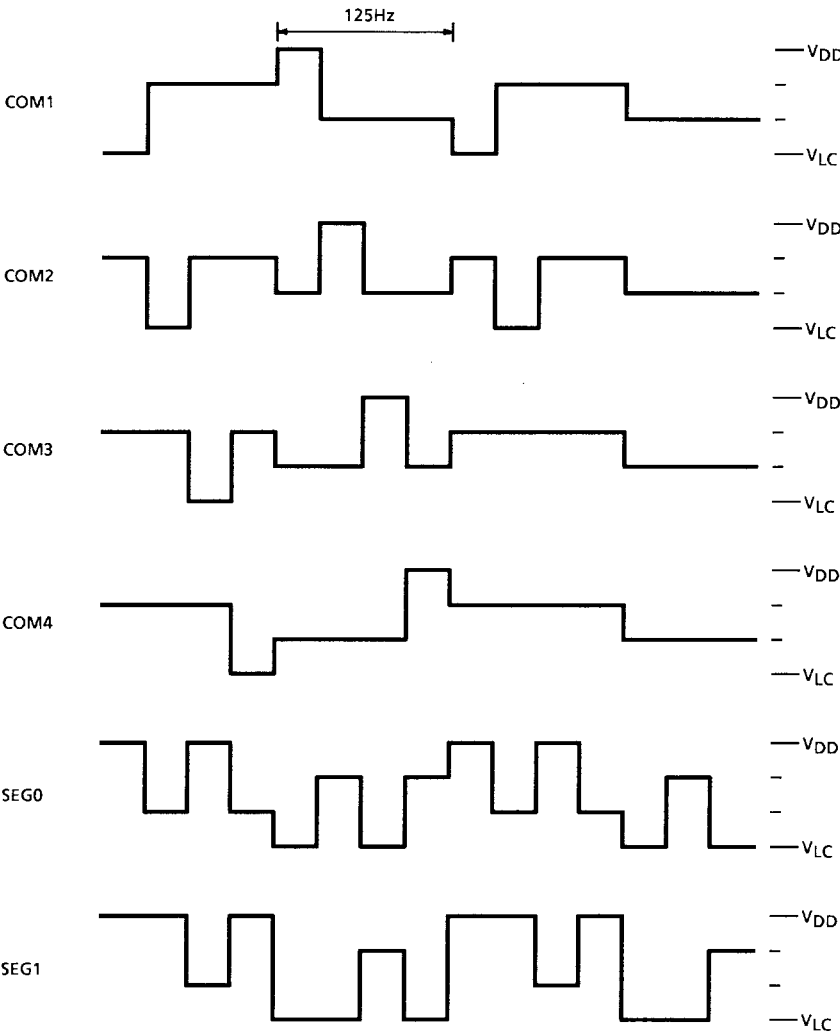 125Hz
COM1
VDD
VLC
COM2
VDD
VLC
COM3
VDD
VLC
COM4
VDD
VLC
SEG0
VDD
VLC
SEG1
VDD
VLC